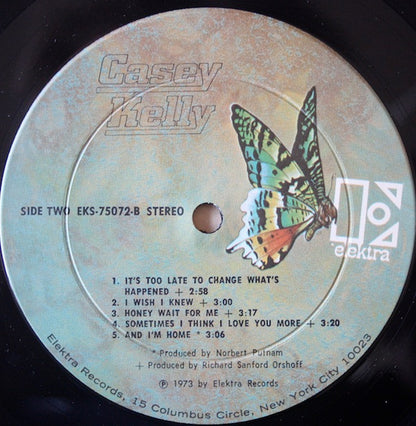 Casey
Kelly
SIDE TWO EKS-75072-B STEREO
elektra
1. IT'S TOO LATE TO CHANGE WHAT'S
HAPPENED + 2:58
2. I WISH I KNEW + 3:00
3. HONEY WAIT FOR ME + 3:17
4. SOMETIMES I THINK I LOVE YOU MORE + 3:20
5. AND I'M HOME * 3:06
* Produced by Norbert Putnam
+ Produced by Richard Sanford Orshoff
℗ 1973 by Elektra Records
Elektra Records, 15 Columbus Circle, New York City 10023